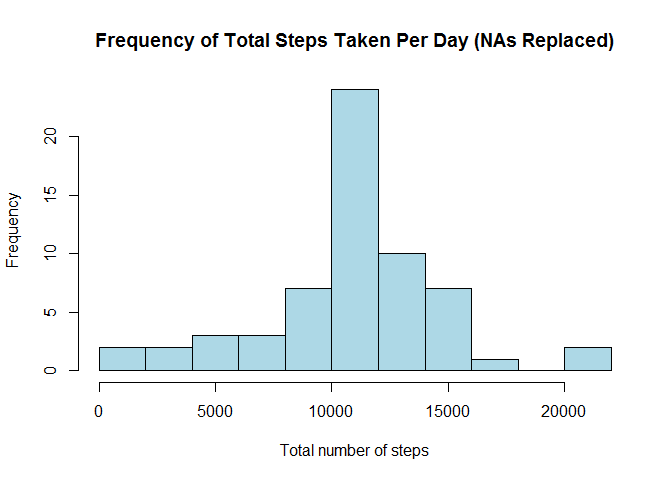 Frequency of Total Steps Taken Per Day (NAs Replaced)
Frequency
20
15
10
5
0
0 5000 10000 15000 20000
Total number of steps